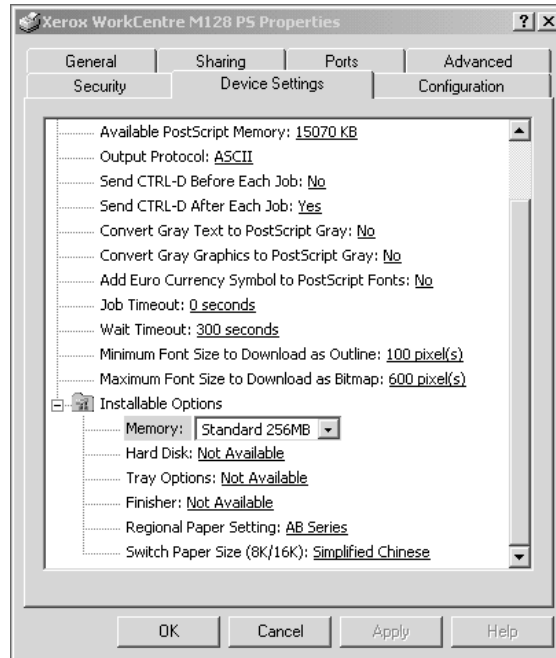 Xerox WorkCentre M128 PS Properties
General Sharing Ports Advanced
Security Device Settings Configuration
Available PostScript Memory: 15070 KB
Output Protocol: ASCII
Send CTRL-D Before Each Job: No
Send CTRL-D After Each Job: Yes
Convert Gray Text to PostScript Gray: No
Convert Gray Graphics to PostScript Gray: No
Add Euro Currency Symbol to PostScript Fonts: No
Job Timeout: 0 seconds
Wait Timeout: 300 seconds
Minimum Font Size to Download as Outline: 100 pixel(s)
Maximum Font Size to Download as Bitmap: 600 pixel(s)
Installable Options
Memory: Standard 256MB
Hard Disk: Not Available
Tray Options: Not Available
Finisher: Not Available
Regional Paper Setting: AB Series
Switch Paper Size (8K/16K): Simplified Chinese
OK Cancel Apply Help